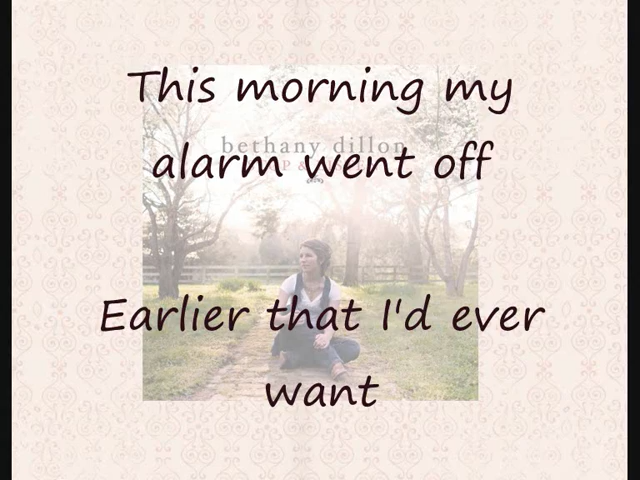 This morning my
bethany dillon
alarm went off
Earlier that I'd ever
want